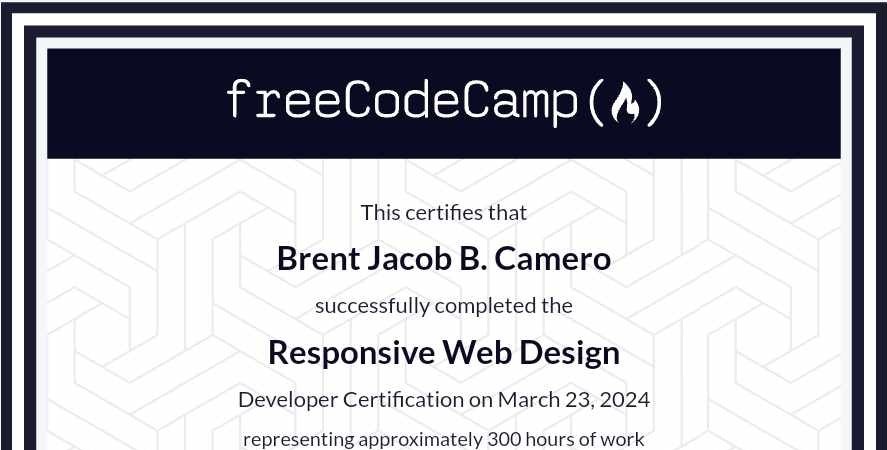 freeCodeCamp(🔥)
This certifies that
Brent Jacob B. Camero
successfully completed the
Responsive Web Design
Developer Certification on March 23, 2024
representing approximately 300 hours of work